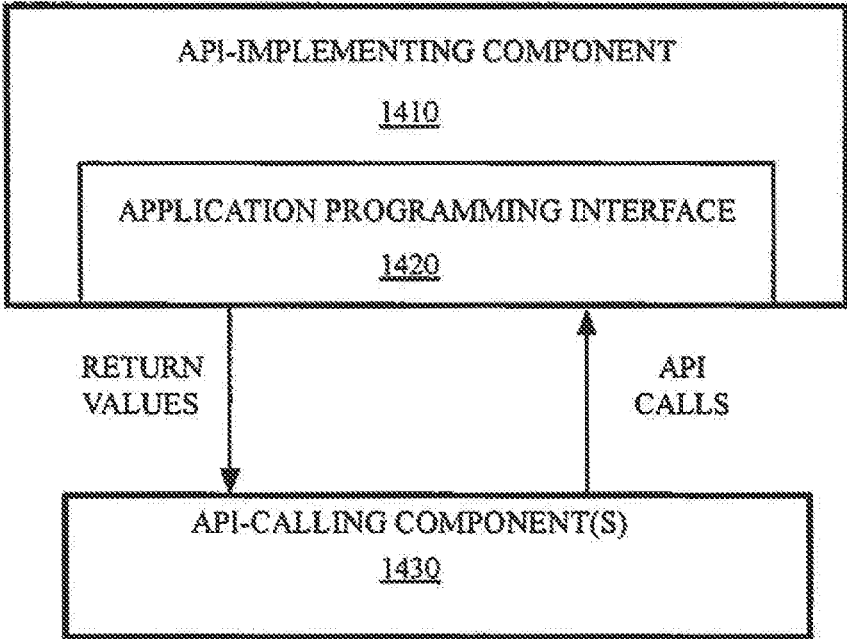 API-IMPLEMENTING COMPONENT
1410
APPLICATION PROGRAMMING INTERFACE
1420
RETURN
VALUES
API
CALLS
API-CALLING COMPONENT(S)
1430